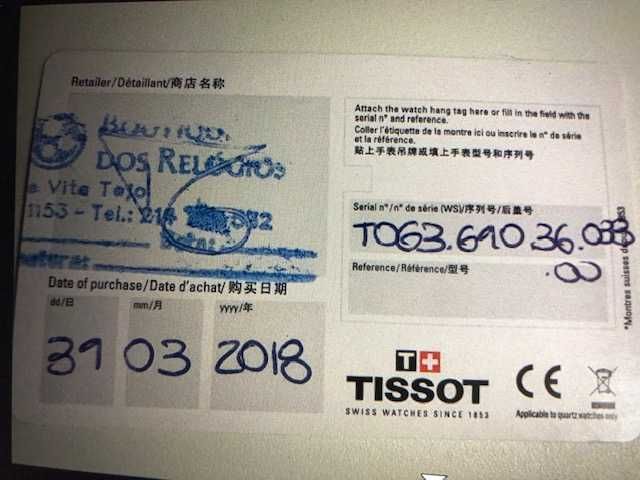 Retailer/Détaillant/商店名称
DOS RELÓGIOS
Vita Tejo
1153 - Tel.: 214
Date of purchase/Date d'achat/购买日期
dd/日 mm/月 yyyy/年
31 03 2018
Attach the watch hang tag here or fill in the field with the
serial n° and reference.
Coller l'étiquette de la montre ici ou inscrire le n° de série
et la référence.
贴上手表吊牌或填上手表型号和序列号
Serial n°/n° de série (WS)/序列号/后盖号
T063.610.36.038
Reference/Référence/型号
.00
T+
TISSOT
SWISS WATCHES SINCE 1853
CE
Applicable to quartz watches only
*Montres suisses